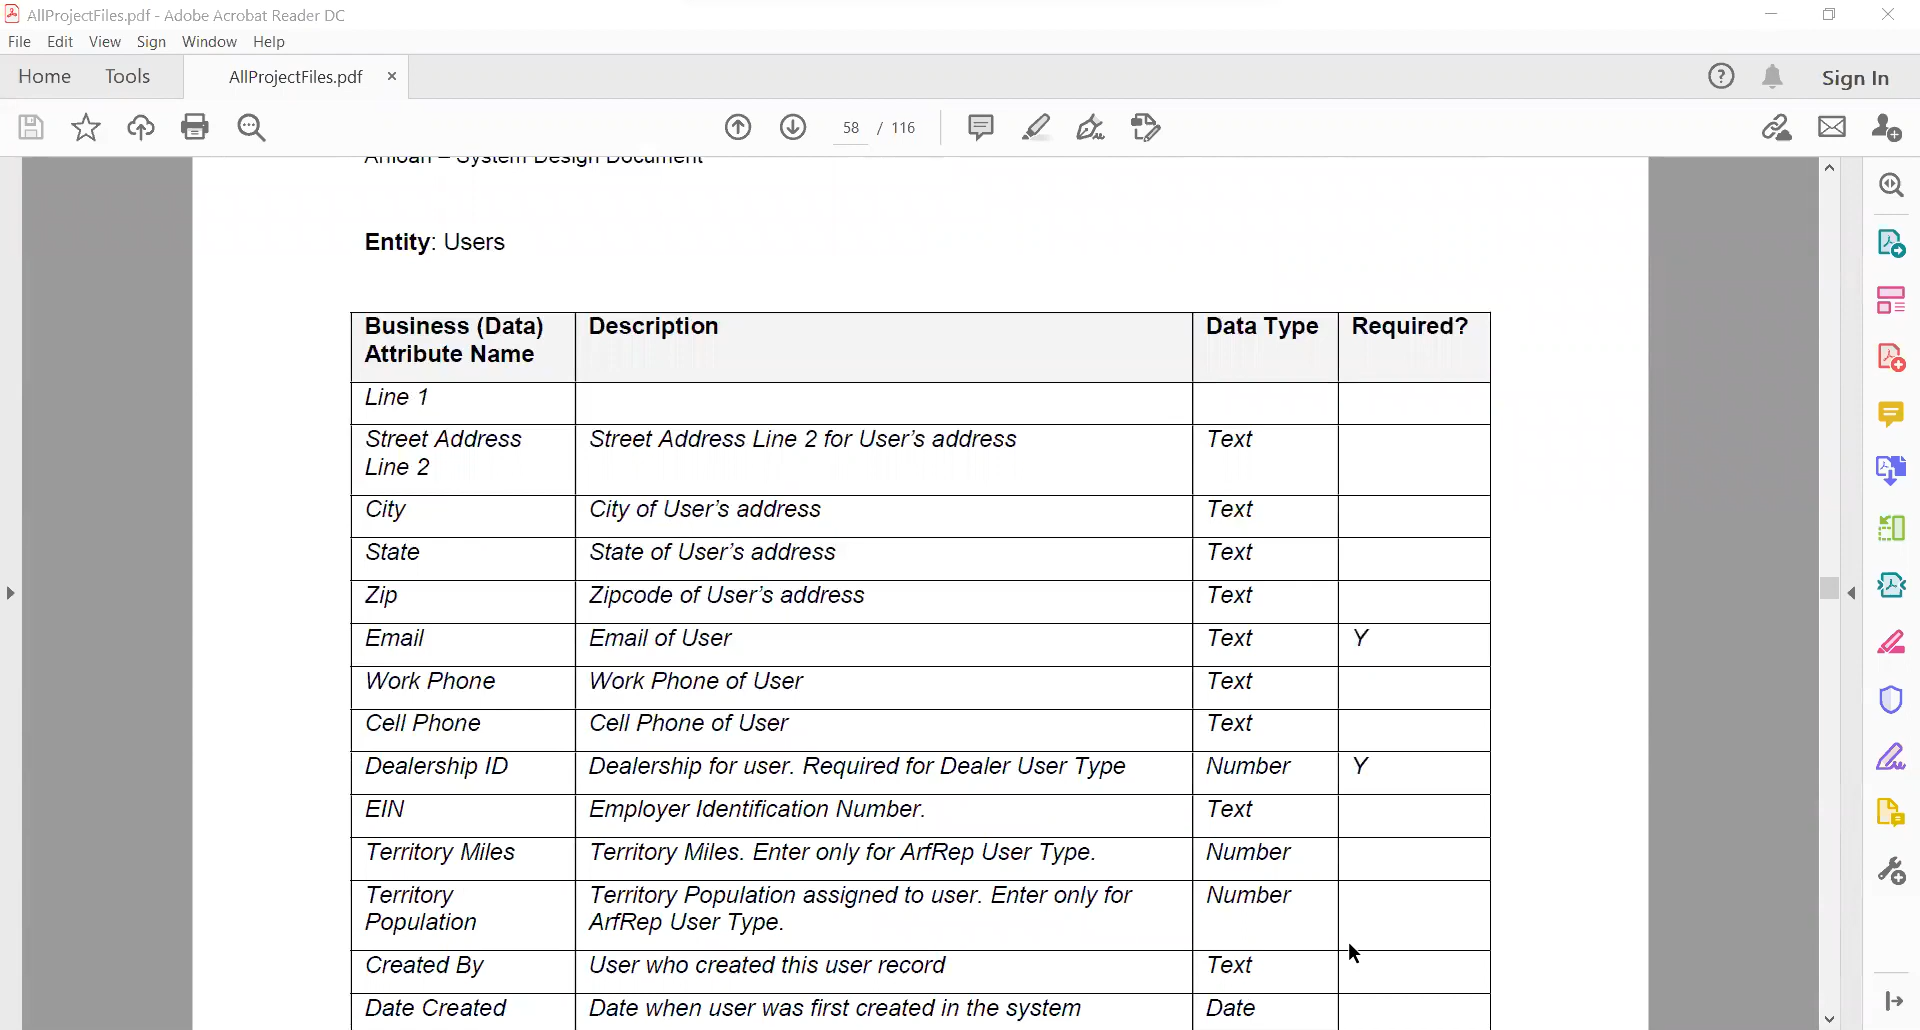 AllProjectFiles.pdf - Adobe Acrobat Reader DC
File Edit View Sign Window Help
Home Tools AllProjectFiles.pdf × Sign In
58 / 116
– System Design Document
Entity: Users
Business (Data) Attribute Name Description Data Type Required?
Line 1
Street Address Line 2 Street Address Line 2 for User's address Text
City City of User's address Text
State State of User's address Text
Zip Zipcode of User's address Text
Email Email of User Text Y
Work Phone Work Phone of User Text
Cell Phone Cell Phone of User Text
Dealership ID Dealership for user. Required for Dealer User Type Number Y
EIN Employer Identification Number. Text
Territory Miles Territory Miles. Enter only for ArfRep User Type. Number
Territory Population Territory Population assigned to user. Enter only for ArfRep User Type. Number
Created By User who created this user record Text
Date Created Date when user was first created in the system Date